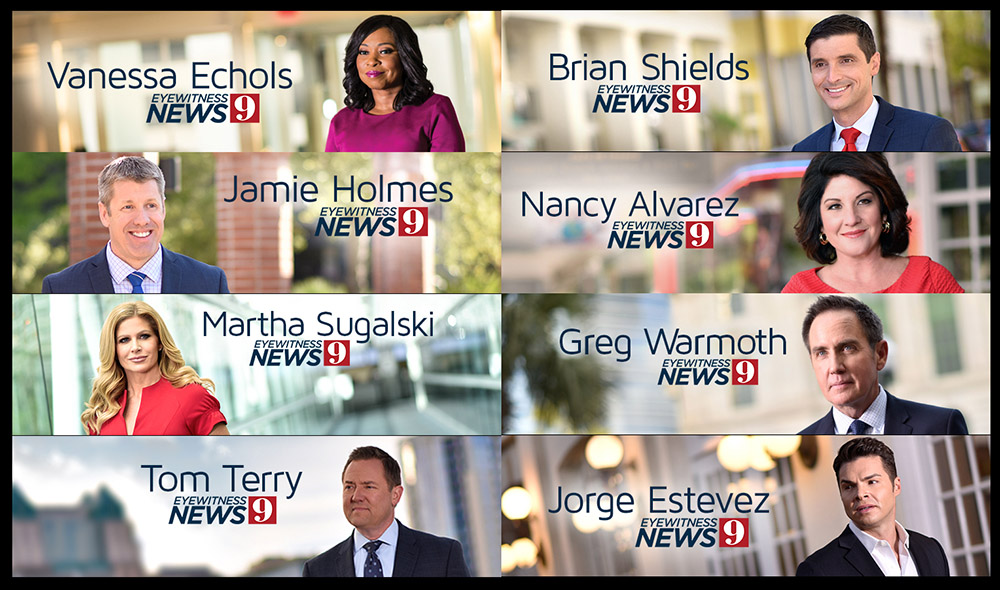 Vanessa Echols
EYEWITNESS
NEWS 9
Brian Shields
EYEWITNESS
NEWS 9
Jamie Holmes
EYEWITNESS
NEWS 9
Nancy Alvarez
EYEWITNESS
NEWS 9
Martha Sugalski
EYEWITNESS
NEWS 9
Greg Warmoth
EYEWITNESS
NEWS 9
Tom Terry
EYEWITNESS
NEWS 9
Jorge Estevez
EYEWITNESS
NEWS 9